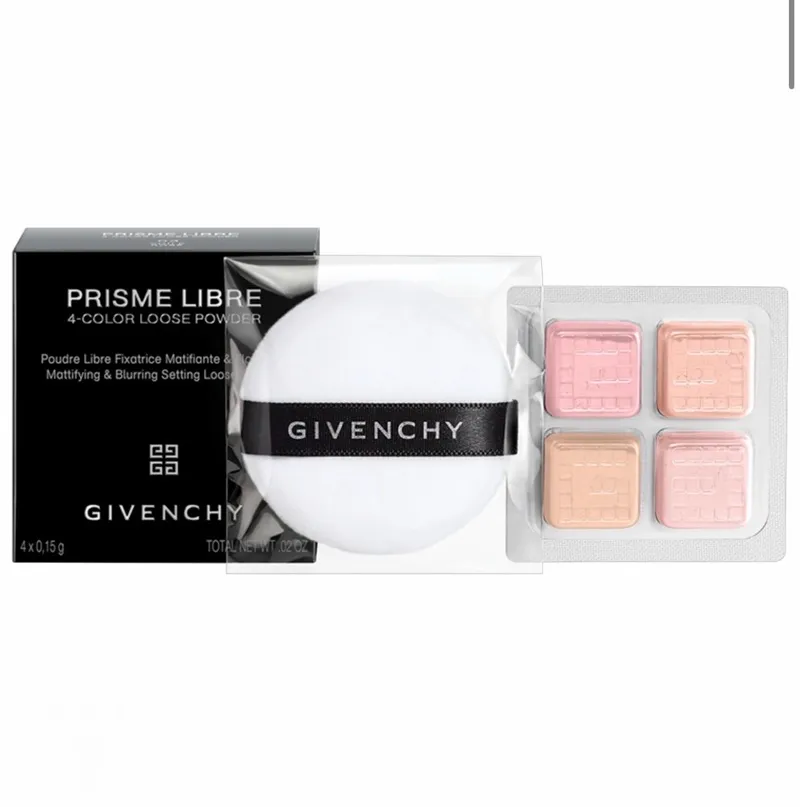 PRISME LIBRE
PRISME LIBRE
4-COLOR LOOSE POWDER
Poudre Libre Fixatrice Matifiante &
Mattifying & Blurring Setting Loose
GIVENCHY
GIVENCHY
4 x 0,15 g
TOTAL NET WT .02 OZ